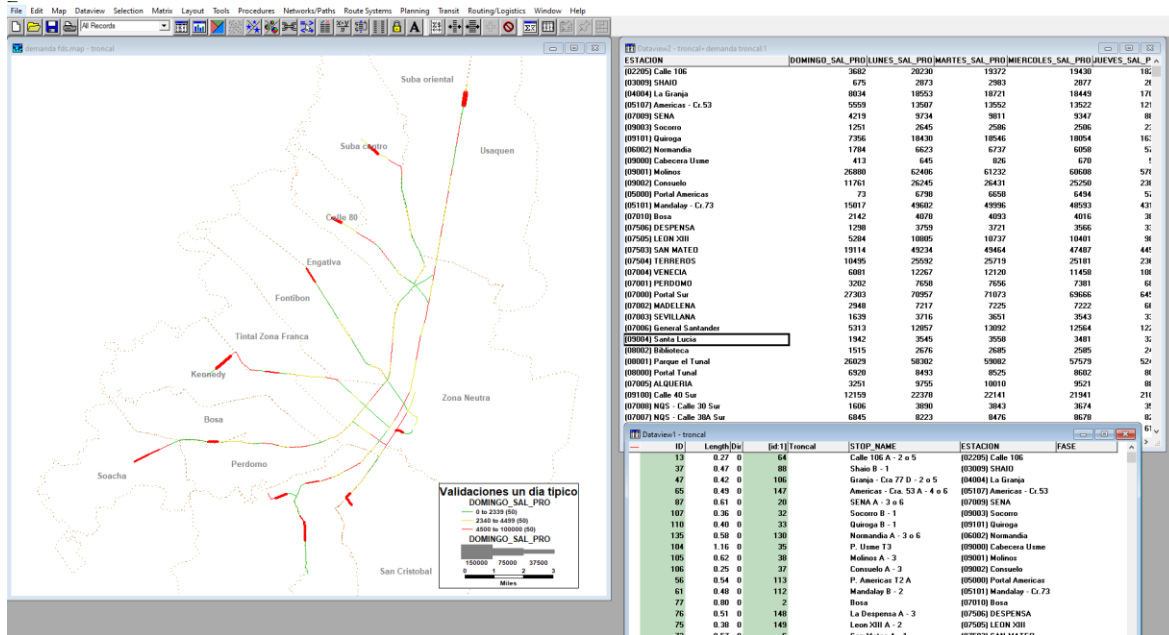 File Edit Map Dataview Selection Matrix Layout Tools Procedures Networks/Paths Route Systems Planning Transit Routing/Logistics Window Help
All Records
demanda fds.map - troncal
Suba oriental
Suba centro
Usaquen
Calle 80
Engativa
Fontibon
Tintal Zona Franca
Kennedy
Zona Neutra
Bosa
Perdomo
Soacha
San Cristobal
Validaciones un dia tipico
DOMINGO_SAL_PRO
0 to 2339 (50)
2340 to 4499 (50)
4500 to 100000 (50)
DOMINGO_SAL_PRO
150000 75000 37500
0 1 2 3
Miles
Dataview2 - troncal+demanda troncal:1
ESTACION DOMINGO_SAL_PRO LUNES_SAL_PRO MARTES_SAL_PRO MIERCOLES_SAL_PRO JUEVES_SAL_P
(02205) Calle 106 3682 20230 19372 19430 182
(03009) SHAIO 675 2873 2983 2877
(04004) La Granja 8034 18553 18721 18449
(05107) Americas - Cr.53 5559 13507 13552 13522 121
(07009) SENA 4219 9734 9811 9347
(09003) Socorro 1251 2645 2586 2506
(09101) Quiroga 7356 18430 18546 18054
(06002) Normandia 1784 6623 6737 6058
(09000) Cabecera Usme 413 645 826 670
(09001) Molinos 26880 62406 61232 60608 578
(09002) Consuelo 11761 26245 26431 25250
(05000) Portal Americas 73 6798 6658 6494
(05101) Mandalay - Cr.73 15017 49602 49996 48593 431
(07010) Bosa 2142 4078 4093 4016
(07506) DESPENSA 1298 3759 3721 3566
(07505) LEON XIII 5284 10805 10737 10401
(07503) SAN MATEO 19114 49234 49464 47487
(07504) TERREROS 10495 25592 25719 25181
(07004) VENECIA 6081 12267 12120 11458
(07001) PERDOMO 3202 7658 7656 7381
(07000) Portal Sur 27303 70957 71073 69666
(07002) MADELENA 2948 7217 7225 7222
(07003) SEVILLANA 1639 3716 3651 3543
(07006) General Santander 5313 12857 13092 12564
(09004) Santa Lucia 1942 3545 3558 3481
(08002) Biblioteca 1515 2676 2685 2585
(08001) Parque el Tunal 26029 58302 59002 57579
(08000) Portal Tunal 6920 8493 8525 8602
(07005) ALQUERIA 3251 9755 10010 9521
(09100) Calle 40 Sur 12159 22378 22141 21941
(07008) NQS - Calle 30 Sur 1606 3890 3843 3674
(07007) NQS - Calle 38A Sur 6845 8223 8476 8678
Dataview1 - troncal
ID Length Dir [id:1] Troncal STOP_NAME ESTACION FASE
13 0.27 0 64 Calle 106 A - 2 o 5 (02205) Calle 106
37 0.47 0 88 Shaio B - 1 (03009) SHAIO
47 0.42 0 106 Granja - Cra 77 D - 2 o 5 (04004) La Granja
65 0.49 0 147 Americas - Cra. 53 A - 4 o 6 (05107) Americas - Cr.53
87 0.61 0 20 SENA A - 3 o 6 (07009) SENA
107 0.36 0 32 Socorro B - 1 (09003) Socorro
110 0.40 0 33 Quiroga B - 1 (09101) Quiroga
135 0.58 0 130 Normandia A - 3 o 6 (06002) Normandia
104 1.16 0 35 P. Usme T3 (09000) Cabecera Usme
105 0.62 0 38 Molinos A - 3 (09001) Molinos
106 0.25 0 37 Consuelo A - 3 (09002) Consuelo
56 0.54 0 113 P. Americas T2 A (05000) Portal Americas
61 0.48 0 112 Mandalay B - 2 (05101) Mandalay - Cr.73
77 0.80 0 2 Bosa (07010) Bosa
76 0.51 0 148 La Despensa A - 3 (07506) DESPENSA
75 0.38 0 149 Leon XIII A - 2 (07505) LEON XIII